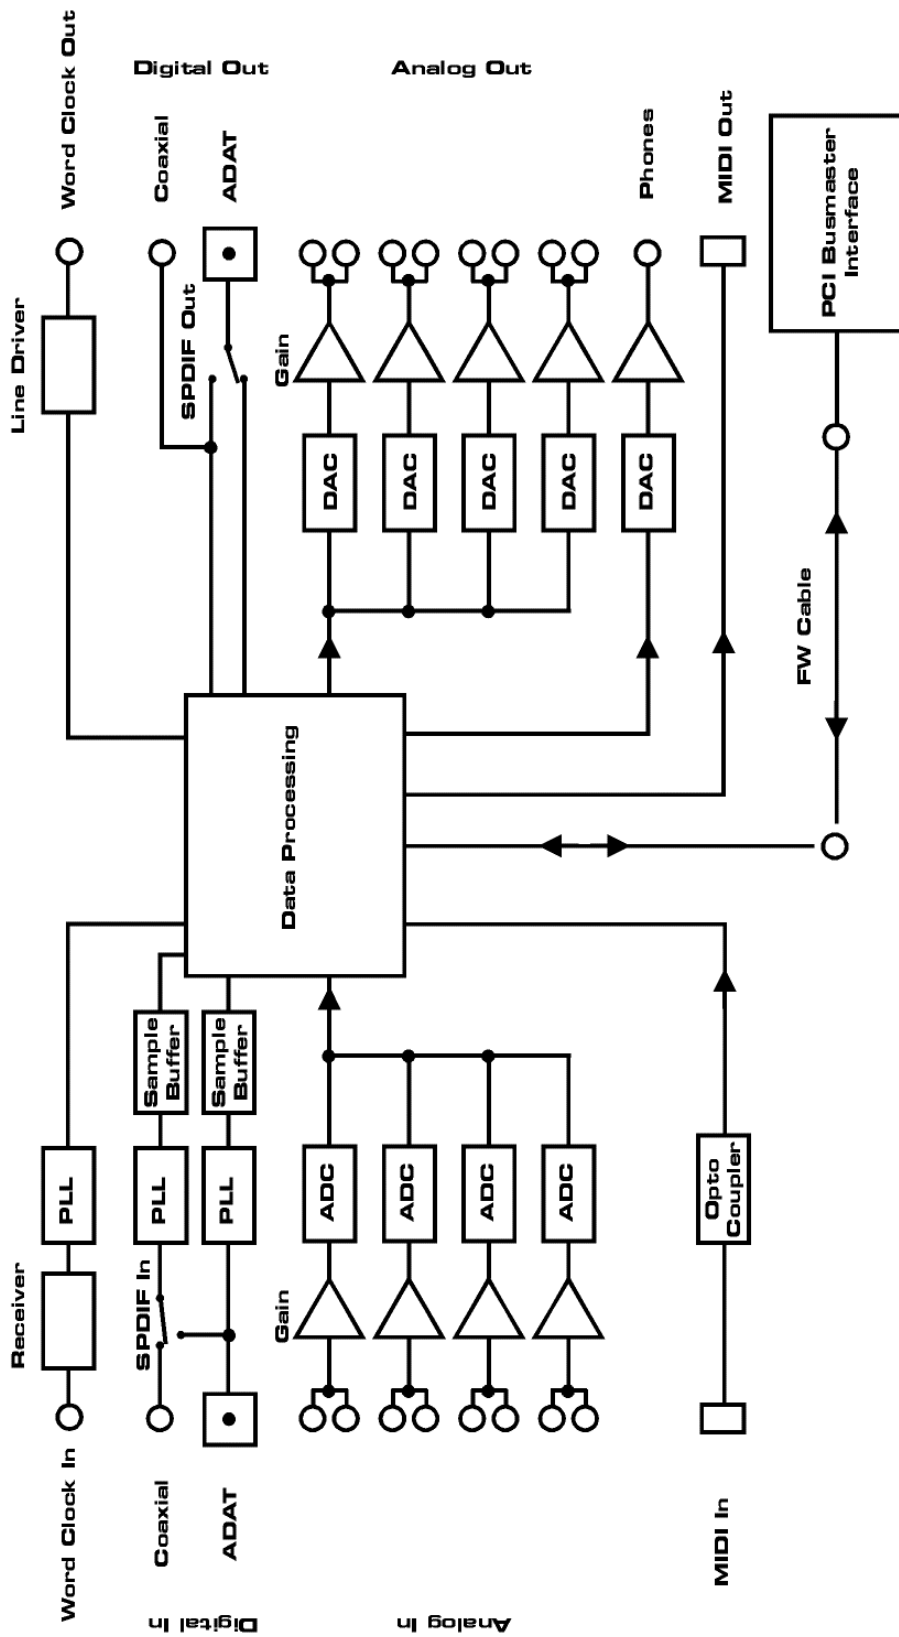 Word Clock Out
Digital Out
Coaxial
ADAT
Analog Out
Phones
MIDI Out
PCI Busmaster
Interface
Line Driver
SPDIF Out
Gain
DAC
DAC
DAC
DAC
DAC
FW Cable
Data Processing
Sample
Buffer
Sample
Buffer
PLL
PLL
PLL
ADC
ADC
ADC
ADC
Opto
Coupler
Receiver
SPDIF In
Gain
Word Clock In
Coaxial
ADAT
MIDI In
Digital In
Analog In